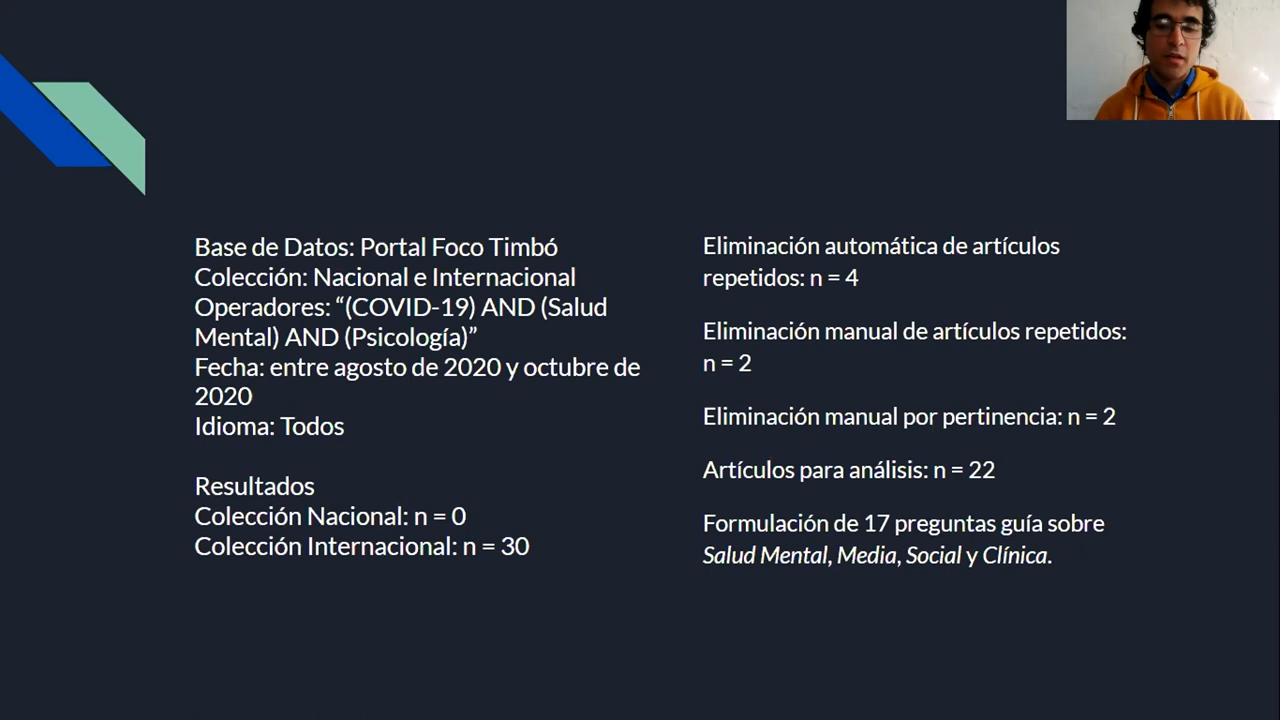 Base de Datos: Portal Foco Timbó
Colección: Nacional e Internacional
Operadores: “(COVID-19) AND (Salud
Mental) AND (Psicología)”
Fecha: entre agosto de 2020 y octubre de
2020
Idioma: Todos
Resultados
Colección Nacional: n = 0
Colección Internacional: n = 30
Eliminación automática de artículos
repetidos: n = 4
Eliminación manual de artículos repetidos:
n = 2
Eliminación manual por pertinencia: n = 2
Artículos para análisis: n = 22
Formulación de 17 preguntas guía sobre
Salud Mental, Media, Social y Clínica.